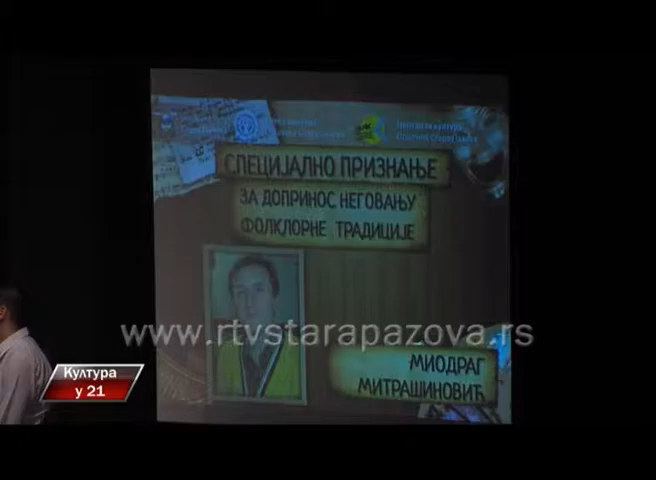 СПЕЦИЈАЛНО ПРИЗНАЊЕ
ЗА ДОПРИНОС НЕГОВАЊУ
ФОЛКЛОРНЕ ТРАДИЦИЈЕ
www.rtvstarapazova.rs
МИОДРАГ
МИТРАШИНОВИЋ
Култура
у 21